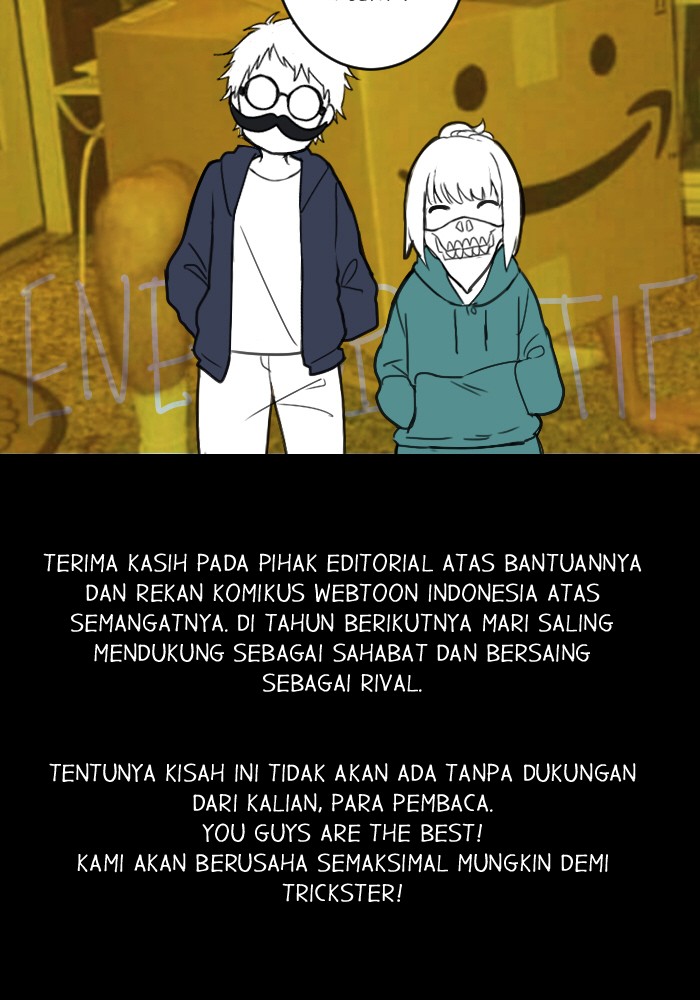 TERIMA KASIH PADA PIHAK EDITORIAL ATAS BANTUANNYA
DAN REKAN KOMIKUS WEBTOON INDONESIA ATAS
SEMANGATNYA. DI TAHUN BERIKUTNYA MARI SALING
MENDUKUNG SEBAGAI SAHABAT DAN BERSAING
SEBAGAI RIVAL.
TENTUNYA KISAH INI TIDAK AKAN ADA TANPA DUKUNGAN
DARI KALIAN, PARA PEMBACA.
YOU GUYS ARE THE BEST!
KAMI AKAN BERUSAHA SEMAKSIMAL MUNGKIN DEMI
TRICKSTER!